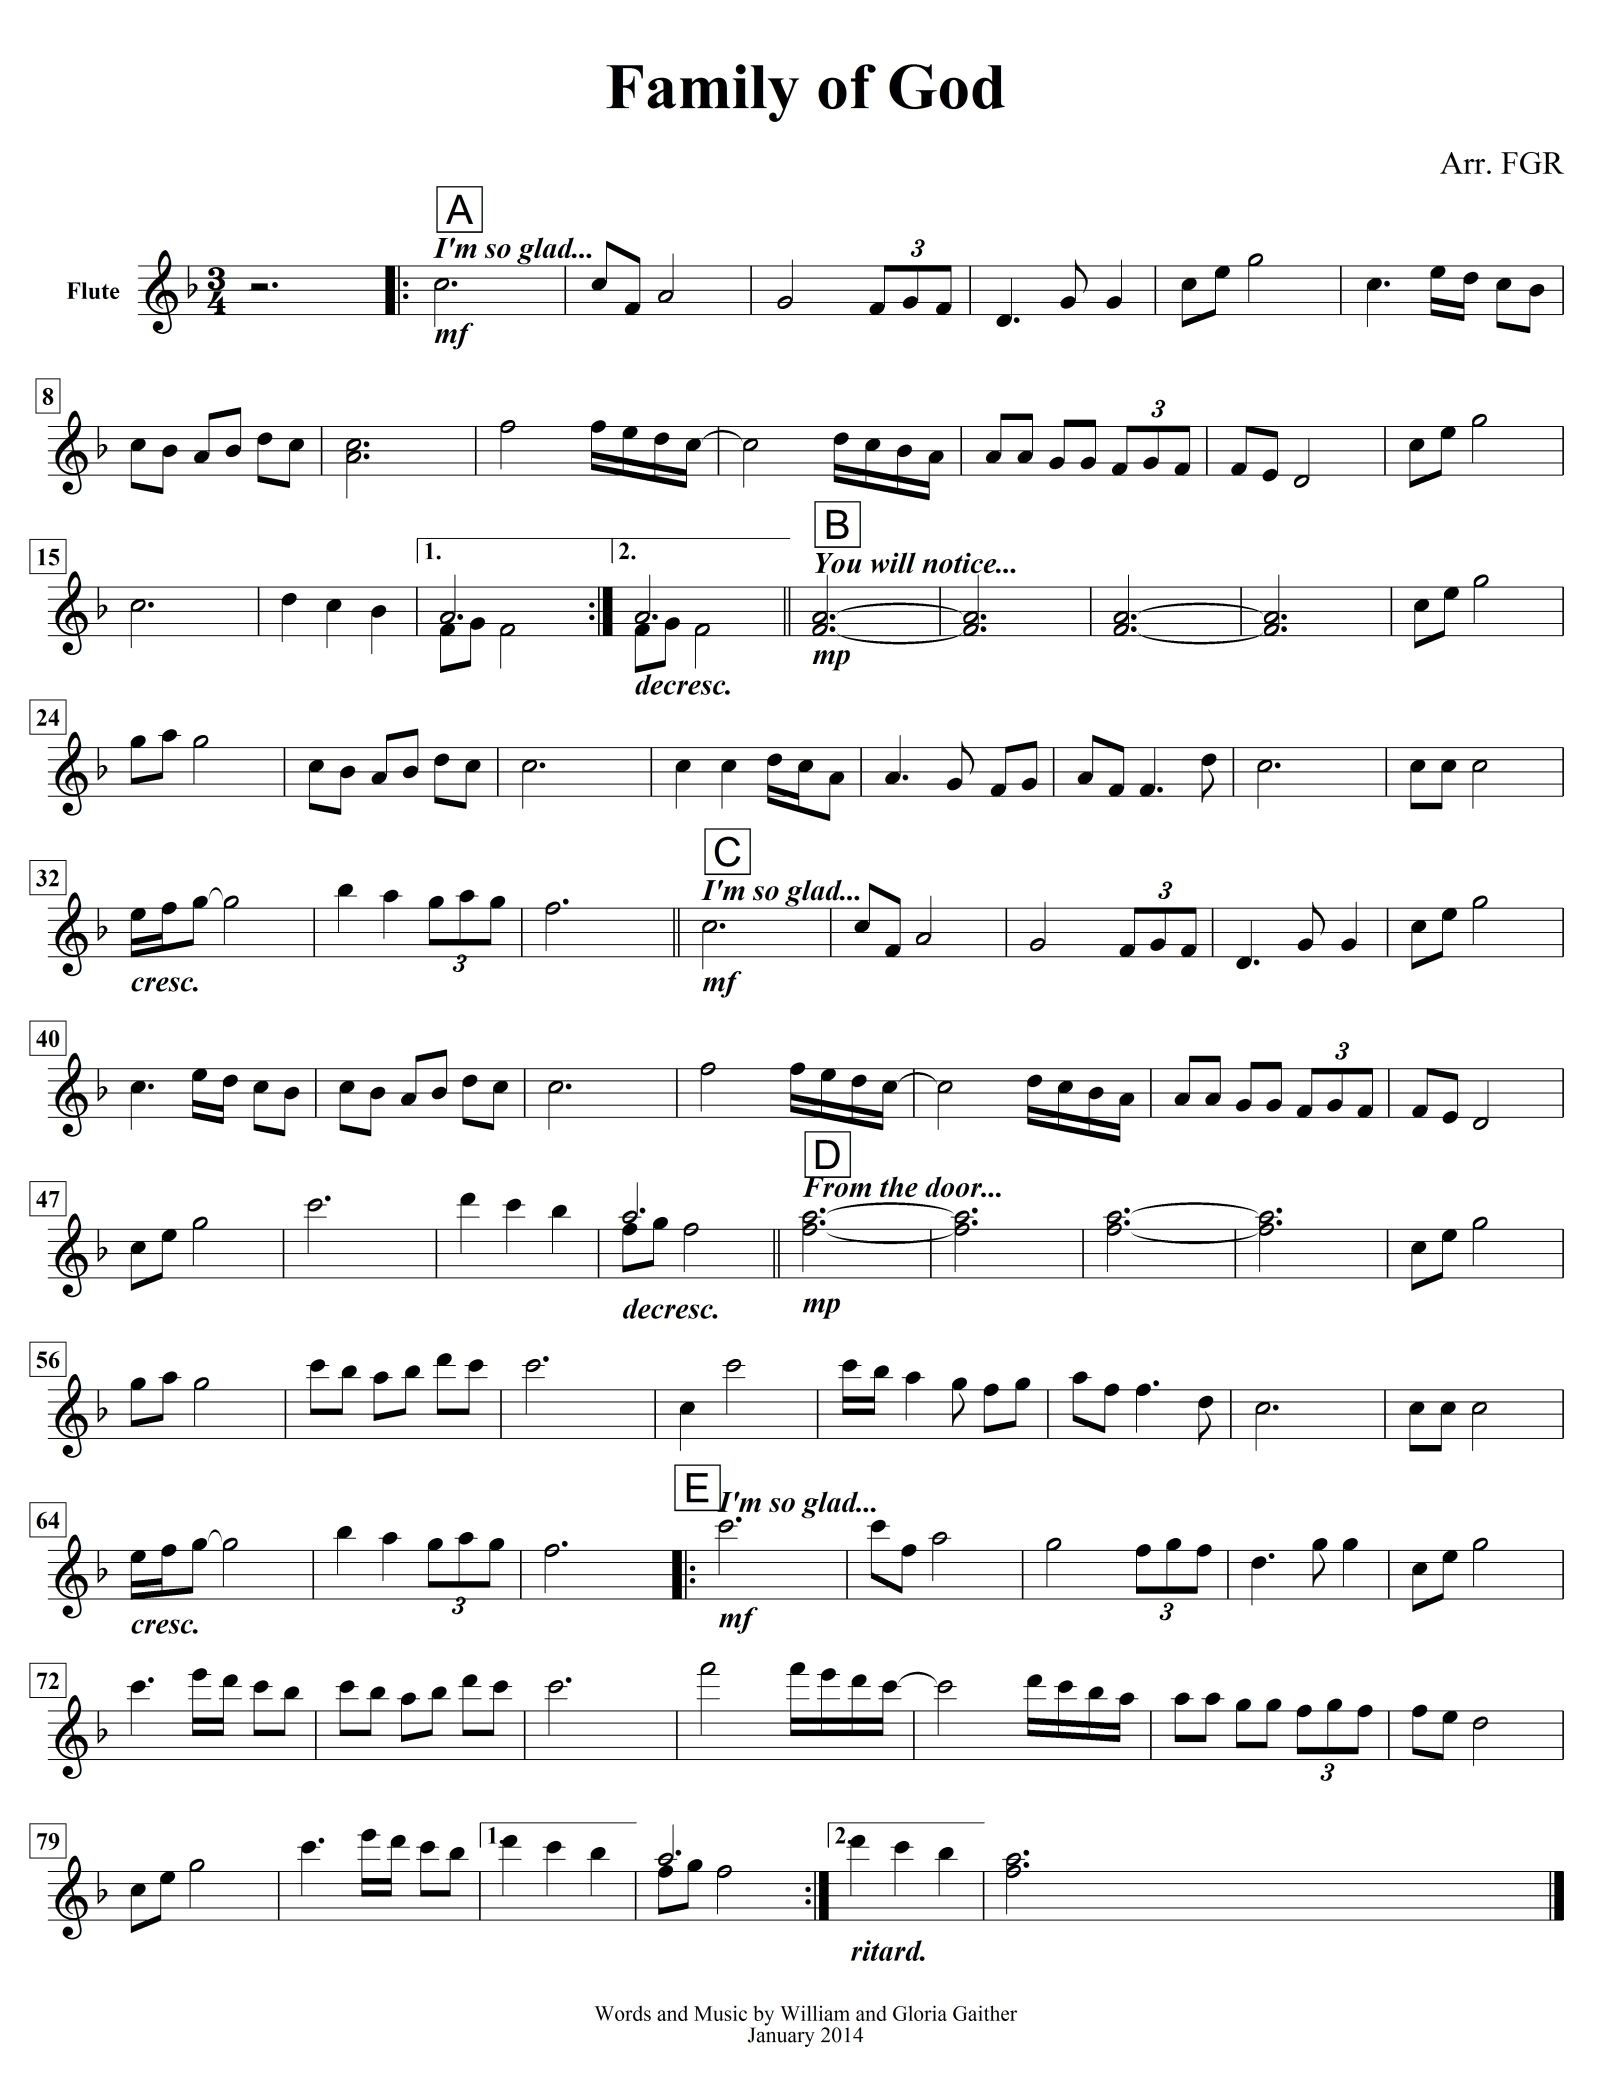 Family of God
Arr. FGR
A
I'm so glad...
3
Flute
3
4
mf
8
3
B
15
1.
2.
You will notice...
mp
decresc.
24
C
32
I'm so glad...
3
3
cresc.
mf
40
3
D
47
From the door...
decresc.
mp
56
E
64
I'm so glad...
3
3
cresc.
mf
72
3
79
1.
2.
ritard.
Words and Music by William and Gloria Gaither
January 2014